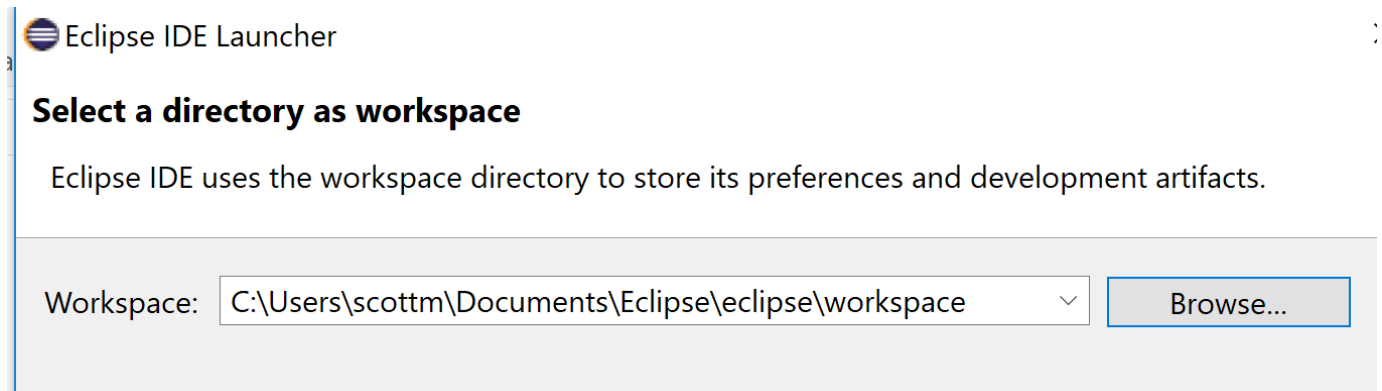 Eclipse IDE Launcher
Select a directory as workspace
Eclipse IDE uses the workspace directory to store its preferences and development artifacts.
Workspace: C:\Users\scottm\Documents\Eclipse\eclipse\workspace Browse...